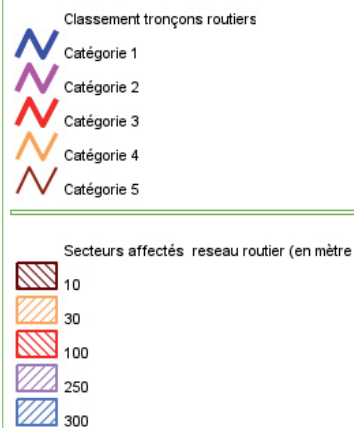 Classement tronçons routiers
Catégorie 1
Catégorie 2
Catégorie 3
Catégorie 4
Catégorie 5
Secteurs affectés reseau routier (en mètre
10
30
100
250
300